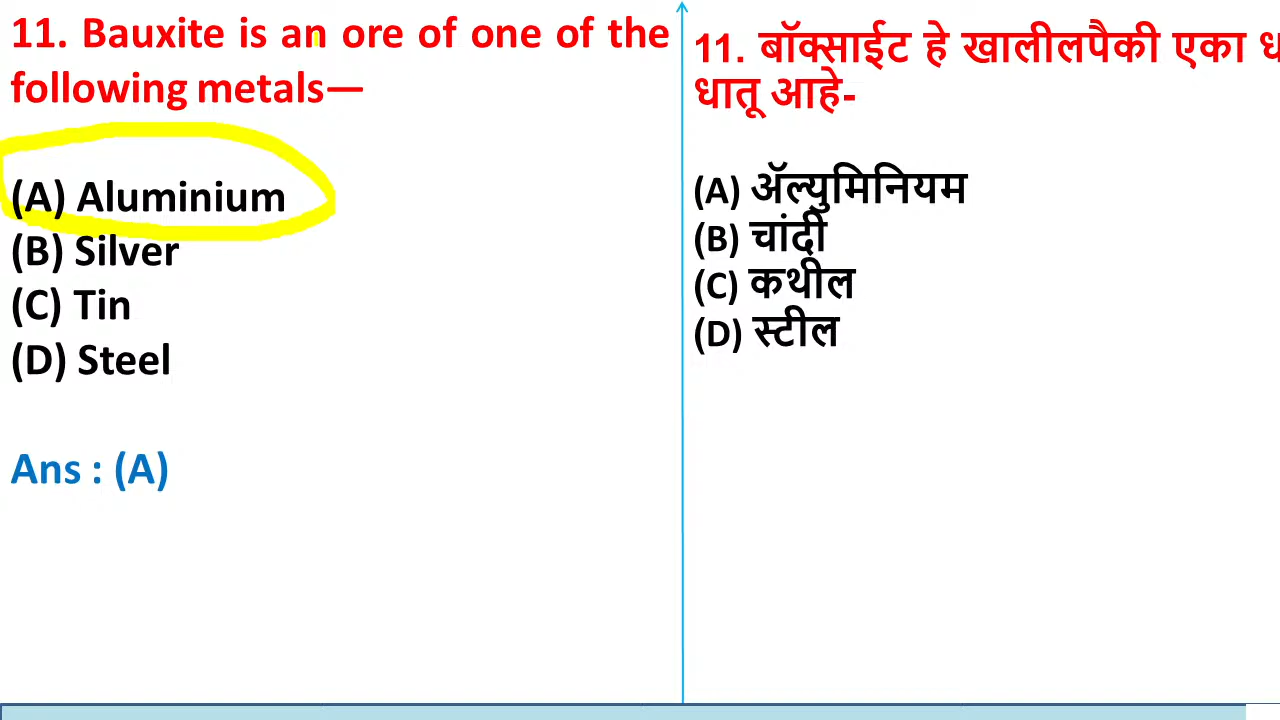 11. Bauxite is an ore of one of the
following metals—
(A) Aluminium
(B) Silver
(C) Tin
(D) Steel
Ans : (A)
11. बॉक्साईट हे खालीलपैकी एका
धातू आहे-
(A) ॲल्युमिनियम
(B) चांदी
(C) कथील
(D) स्टील